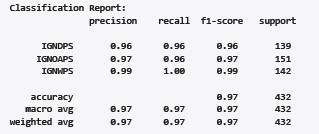 Classification Report:
precision recall f1-score support
IGNDPS 0.96 0.96 0.96 139
IGNOAPS 0.97 0.96 0.97 151
IGNWPS 0.99 1.00 0.99 142
accuracy 0.97 432
macro avg 0.97 0.97 0.97 432
weighted avg 0.97 0.97 0.97 432